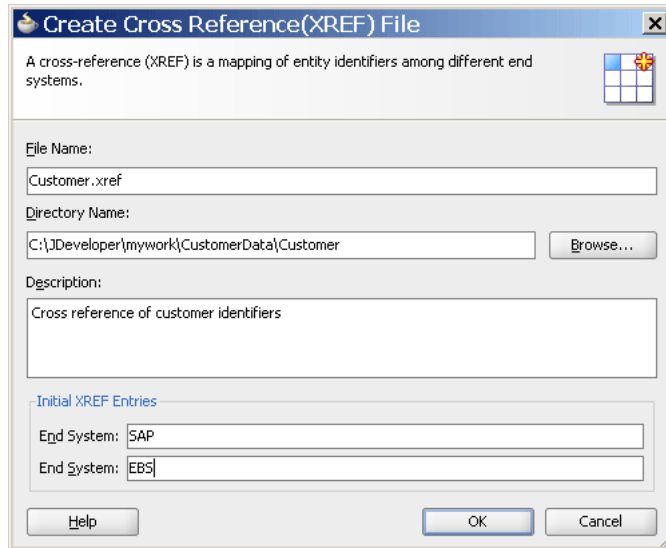 Create Cross Reference(XREF) File
A cross-reference (XREF) is a mapping of entity identifiers among different end
systems.
File Name:
Customer.xref
Directory Name:
C:\JDeveloper\mywork\CustomerData\Customer
Browse...
Description:
Cross reference of customer identifiers
Initial XREF Entries
End System: SAP
End System: EBS
Help OK Cancel